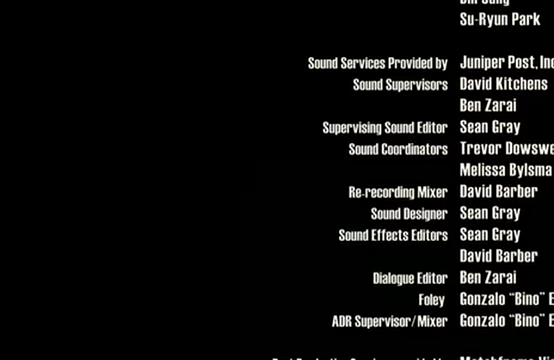 Su-Ryun Park
Sound Services Provided by Juniper Post, Inc
Sound Supervisors David Kitchens
Ben Zarai
Supervising Sound Editor Sean Gray
Sound Coordinators Trevor Dowswe
Melissa Bylsma
Re-recording Mixer David Barber
Sound Designer Sean Gray
Sound Effects Editors Sean Gray
David Barber
Dialogue Editor Ben Zarai
Foley Gonzalo “Bino” E
ADR Supervisor/Mixer Gonzalo “Bino” E